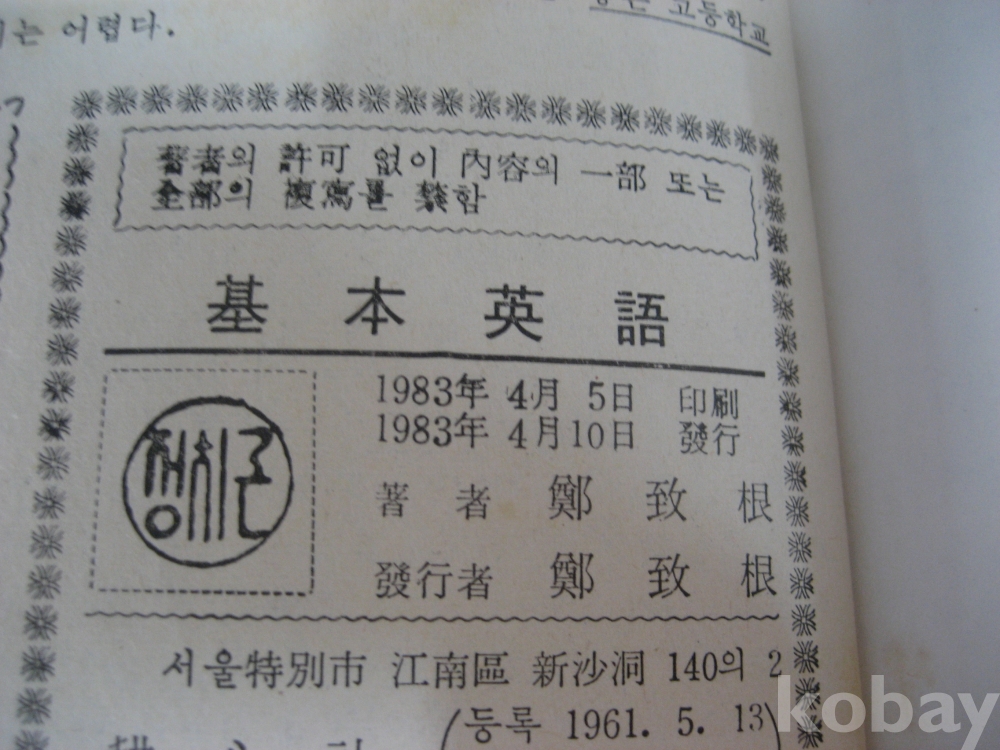 는 어렵다.
고등학교
著者의 許可 없이 內容의 一部 또는
全部의 複寫를 禁함
基本英語
1983年 4月 5日 印刷
1983年 4月 10日 發行
정치근
著者 鄭致根
發行者 鄭致根
서울特別市 江南區 新沙洞 140의 2
(등록 1961. 5. 13)
kobay